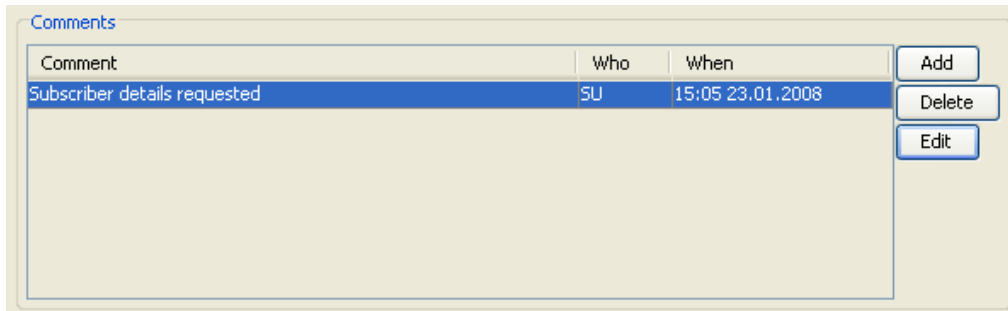 Comments
Comment Who When Add
Subscriber details requested SU 15:05 23.01.2008 Delete
Edit